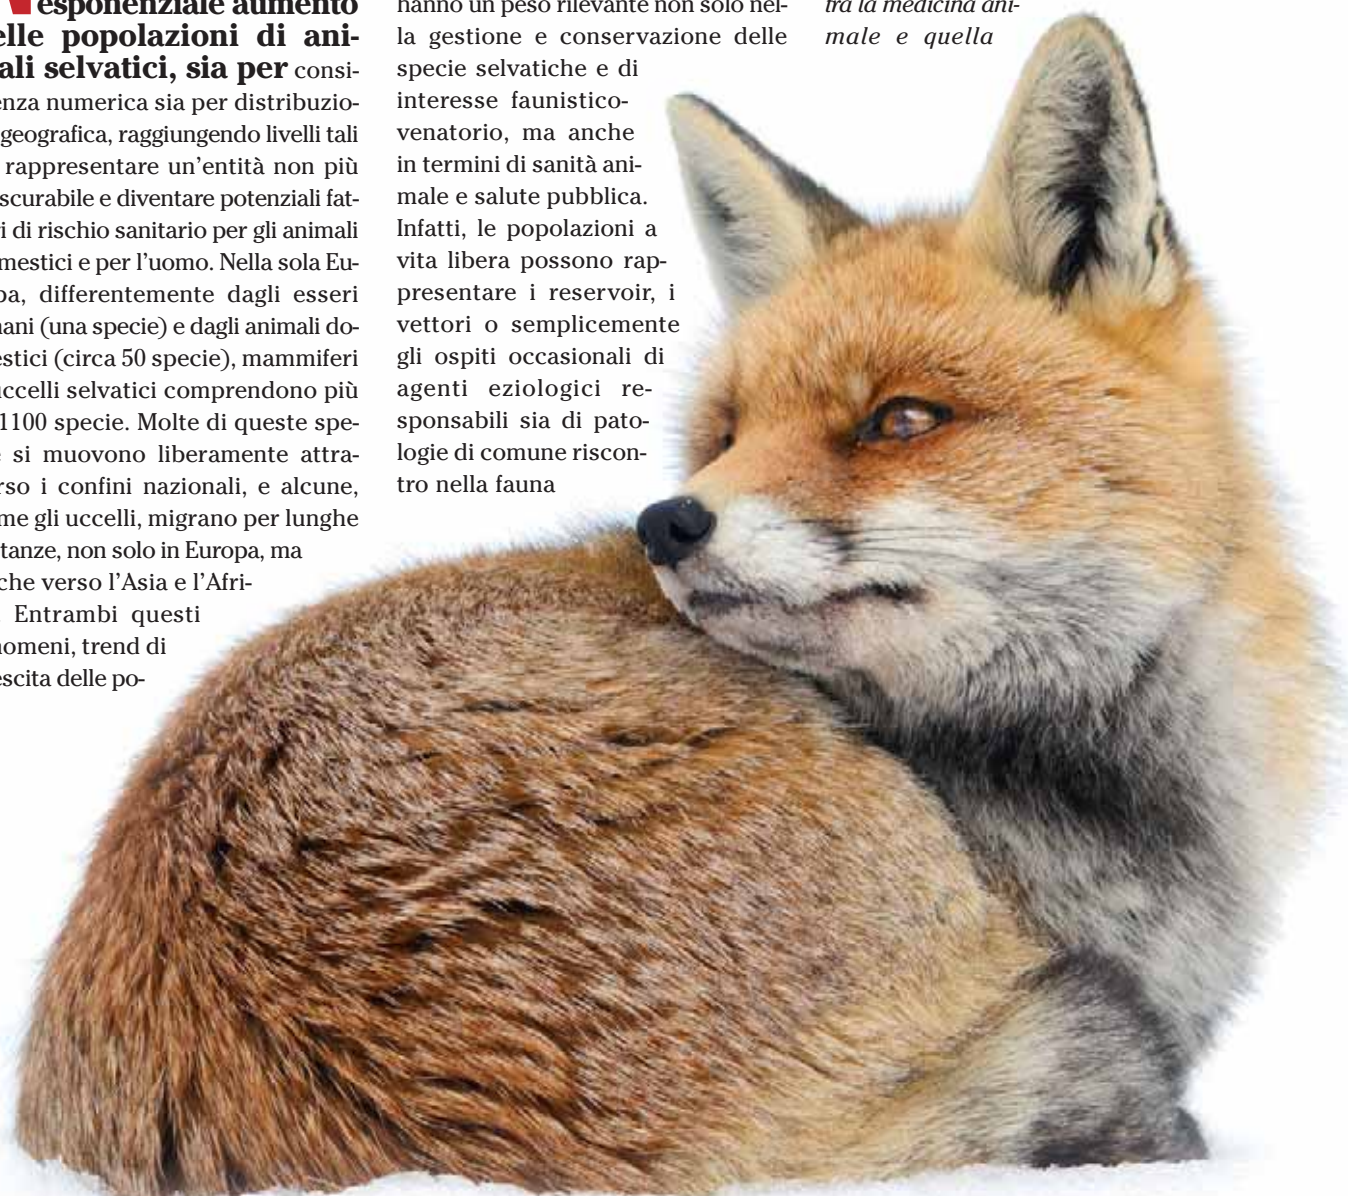 esponenziale aumento
elle popolazioni di ani-
ali selvatici, sia per consi-
enza numerica sia per distribuzio-
geografica, raggiungendo livelli tali
rappresentare un'entità non più
scurabile e diventare potenziali fat-
ri di rischio sanitario per gli animali
mestici e per l'uomo. Nella sola Eu-
pa, differentemente dagli esseri
nani (una specie) e dagli animali do-
estici (circa 50 specie), mammiferi
uccelli selvatici comprendono più
1100 specie. Molte di queste spe-
e si muovono liberamente attra-
rso i confini nazionali, e alcune,
me gli uccelli, migrano per lunghe
tanze, non solo in Europa, ma
che verso l'Asia e l'Afri-
. Entrambi questi
nomeni, trend di
escita delle po-
hanno un peso rilevante non solo nel-
la gestione e conservazione delle
specie selvatiche e di
interesse faunistico-
venatorio, ma anche
in termini di sanità ani-
male e salute pubblica.
Infatti, le popolazioni a
vita libera possono rap-
presentare i reservoir, i
vettori o semplicemente
gli ospiti occasionali di
agenti eziologici re-
sponsabili sia di pato-
logie di comune riscon-
tro nella fauna
tra la medicina ani-
male e quella